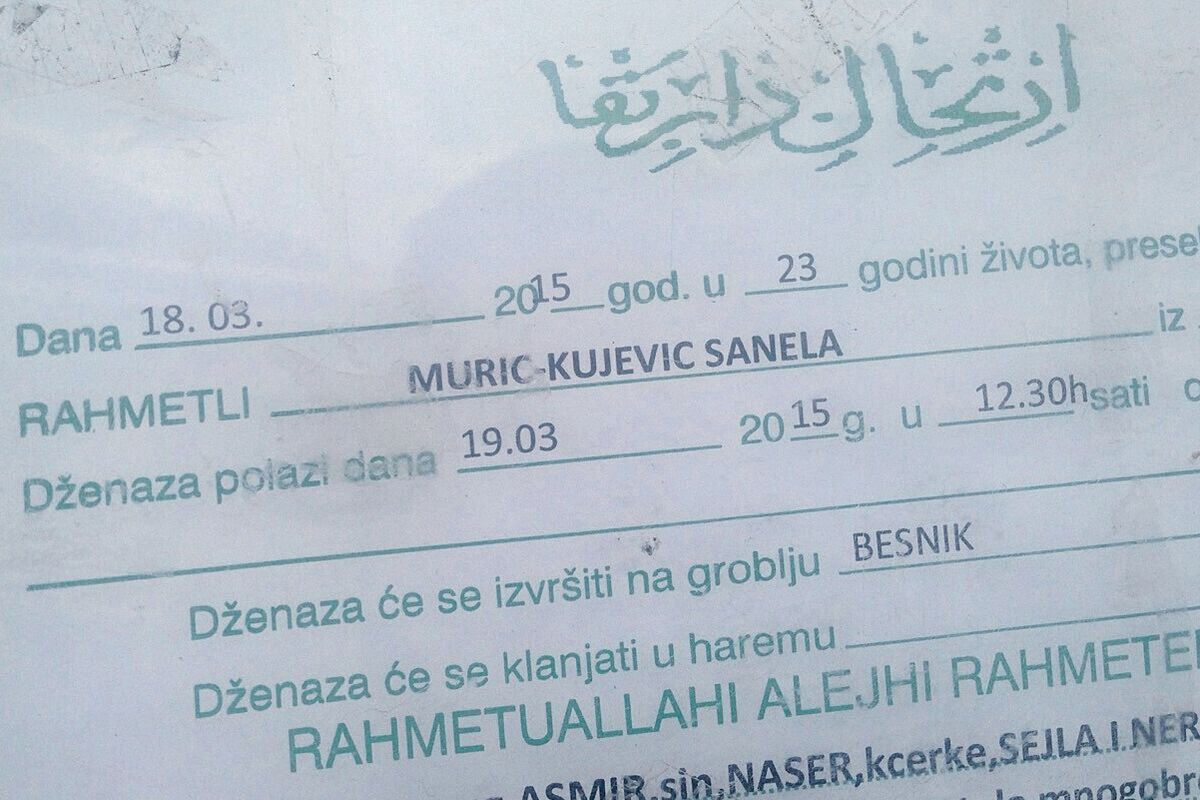 ارتحال دار بقا
Dana 18. 03. 2015 god. u 23 godini života, presel
RAHMETLI MURIC-KUJEVIC SANELA iz
Dženaza polazi dana 19.03 2015 g. u 12.30h sati
Dženaza će se izvršiti na groblju BESNIK
Dženaza će se klanjati u haremu
RAHMETUALLAHI ALEJHI RAHMETE
ASMIR,sin,NASER,kcerke,SEJLA I NER
mnogobr